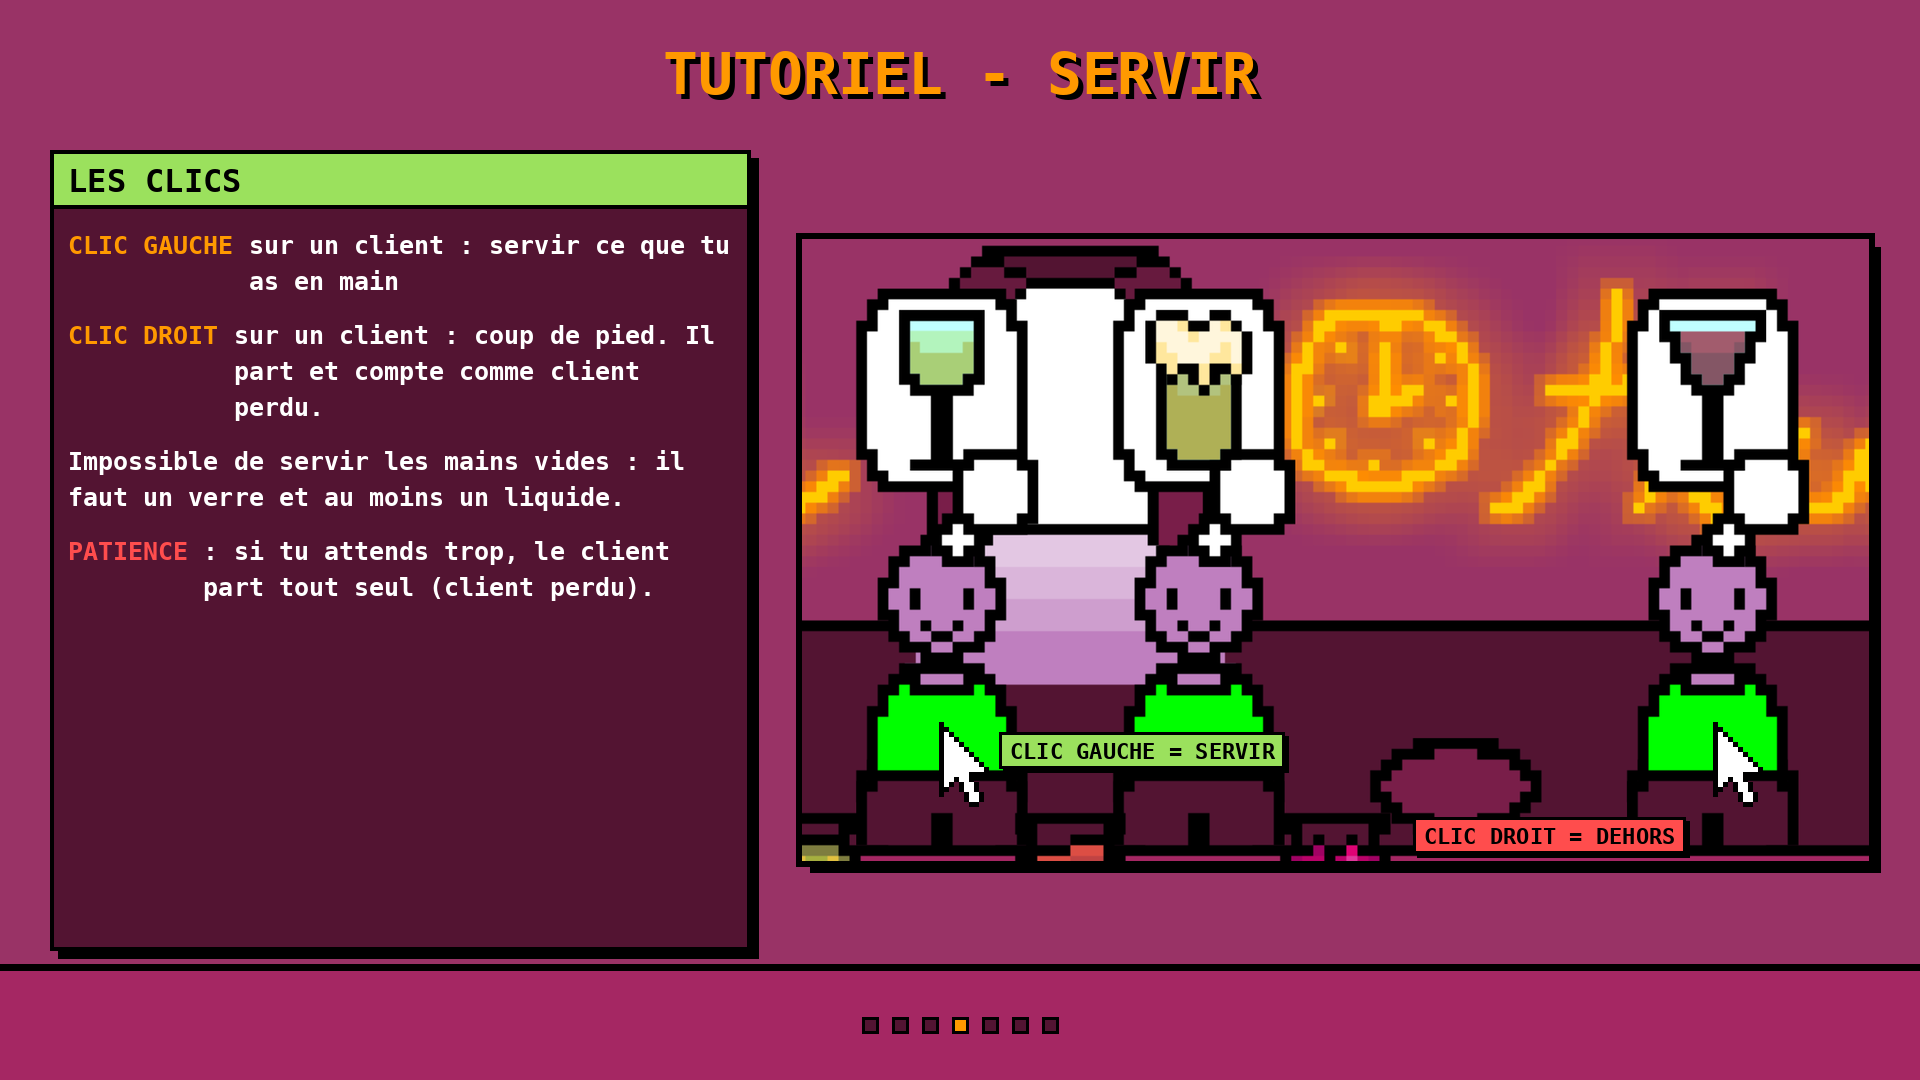 TUTORIEL - SERVIR
LES CLICS
CLIC GAUCHE sur un client : servir ce que tu
as en main
CLIC DROIT sur un client : coup de pied. Il
part et compte comme client
perdu.
Impossible de servir les mains vides : il
faut un verre et au moins un liquide.
PATIENCE : si tu attends trop, le client
part tout seul (client perdu).
CLIC GAUCHE = SERVIR
CLIC DROIT = DEHORS